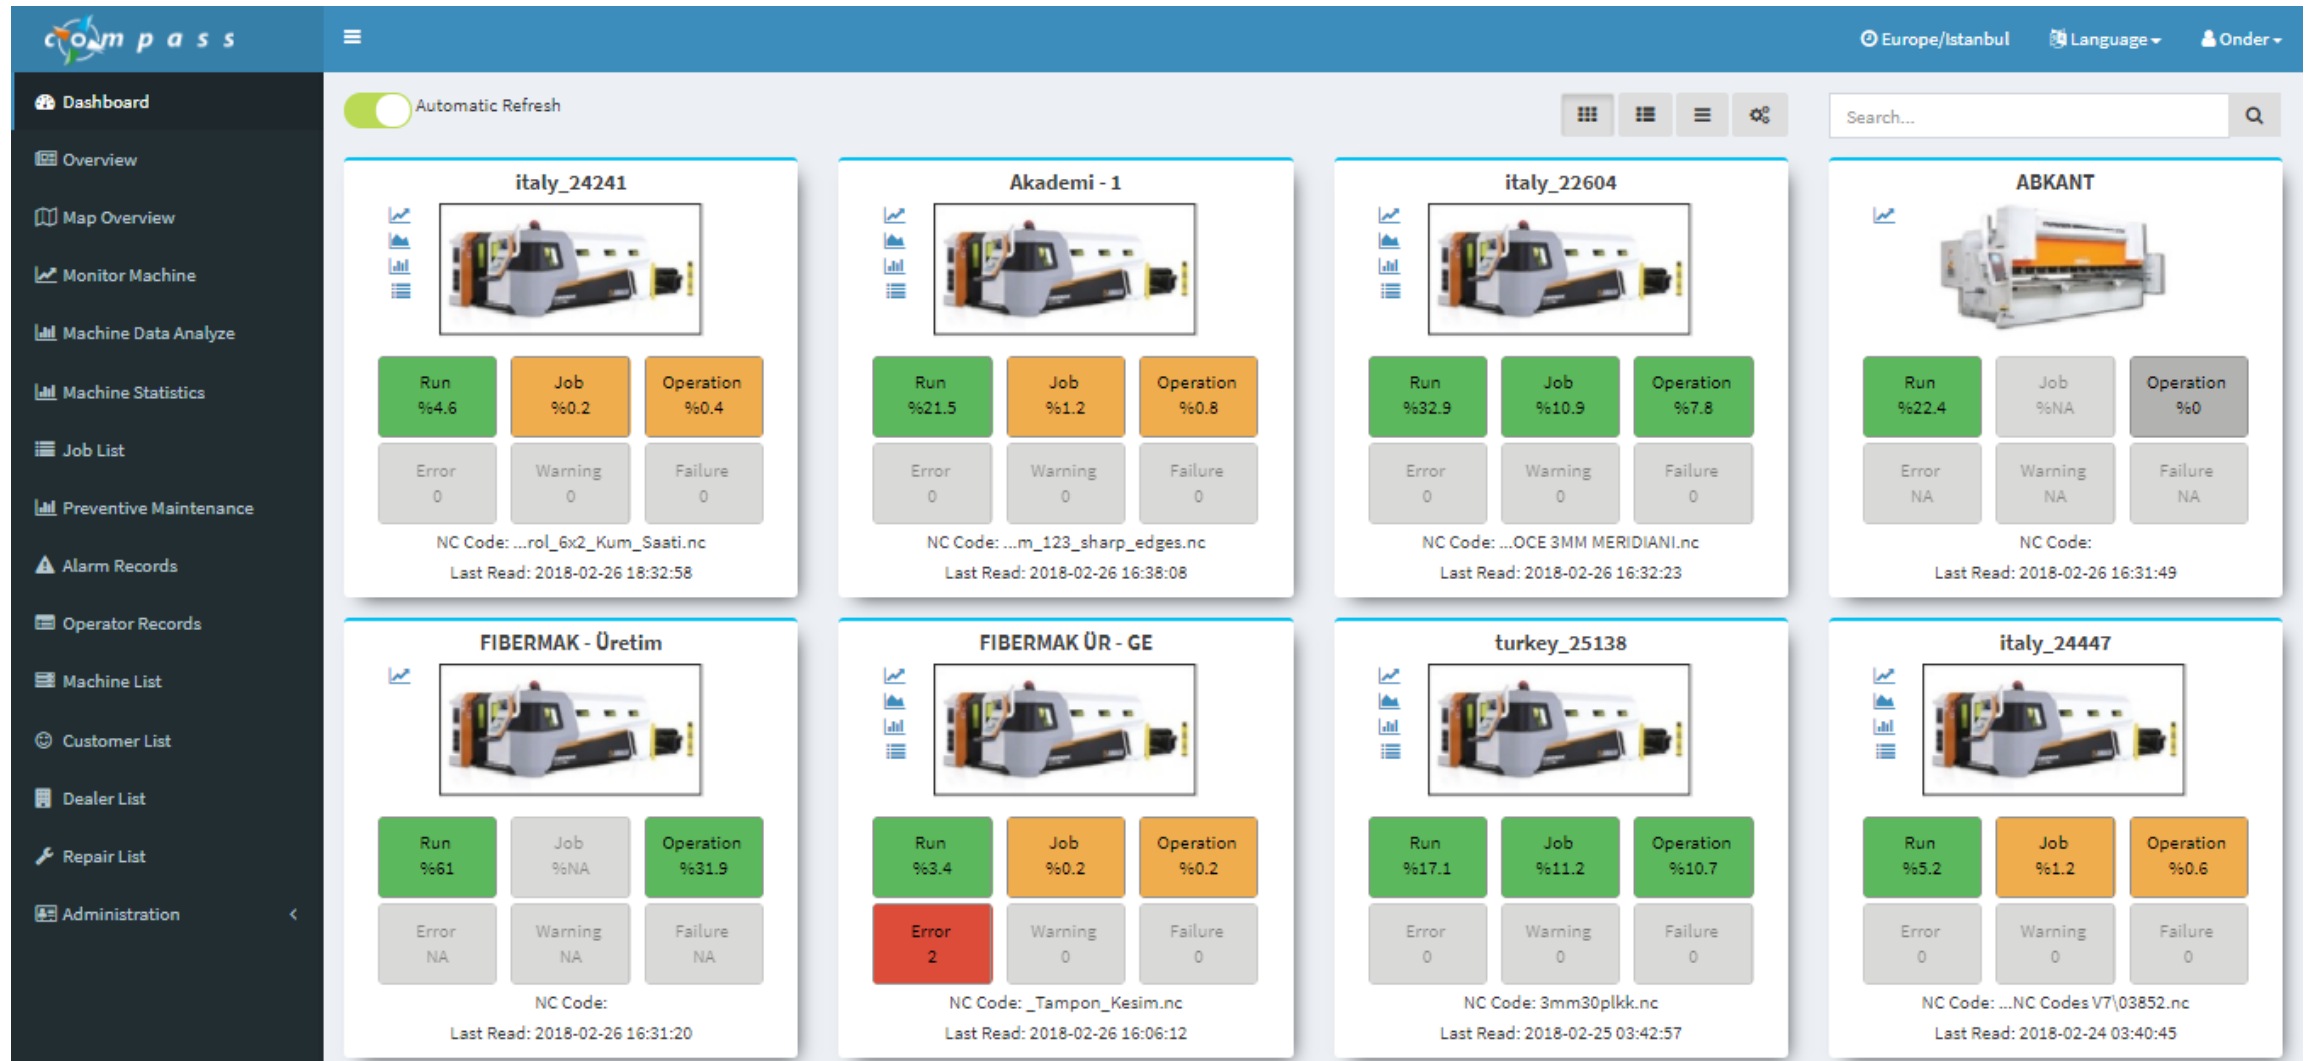 compass
Europe/Istanbul
Language
Onder
Dashboard
Overview
Map Overview
Monitor Machine
Machine Data Analyze
Machine Statistics
Job List
Preventive Maintenance
Alarm Records
Operator Records
Machine List
Customer List
Dealer List
Repair List
Administration
Automatic Refresh
Search...
italy_24241
Run
%4.6
Job
%0.2
Operation
%0.4
Error
0
Warning
0
Failure
0
NC Code: ...rol_6x2_Kum_Saati.nc
Last Read: 2018-02-26 18:32:58
Akademi - 1
Run
%21.5
Job
%1.2
Operation
%0.8
Error
0
Warning
0
Failure
0
NC Code: ...m_123_sharp_edges.nc
Last Read: 2018-02-26 16:38:08
italy_22604
Run
%32.9
Job
%10.9
Operation
%7.8
Error
0
Warning
0
Failure
0
NC Code: ...OCE 3MM MERIDIANI.nc
Last Read: 2018-02-26 16:32:23
ABKANT
Run
%22.4
Job
%NA
Operation
%0
Error
NA
Warning
NA
Failure
NA
NC Code:
Last Read: 2018-02-26 16:31:49
FIBERMAK - Üretim
Run
%61
Job
%NA
Operation
%31.9
Error
NA
Warning
NA
Failure
NA
NC Code:
Last Read: 2018-02-26 16:31:20
FIBERMAK ÜR - GE
Run
%3.4
Job
%0.2
Operation
%0.2
Error
2
Warning
0
Failure
0
NC Code: _Tampon_Kesim.nc
Last Read: 2018-02-26 16:06:12
turkey_25138
Run
%17.1
Job
%11.2
Operation
%10.7
Error
0
Warning
0
Failure
0
NC Code: 3mm30plkk.nc
Last Read: 2018-02-25 03:42:57
italy_24447
Run
%5.2
Job
%1.2
Operation
%0.6
Error
0
Warning
0
Failure
0
NC Code: ...NC Codes V7\03852.nc
Last Read: 2018-02-24 03:40:45